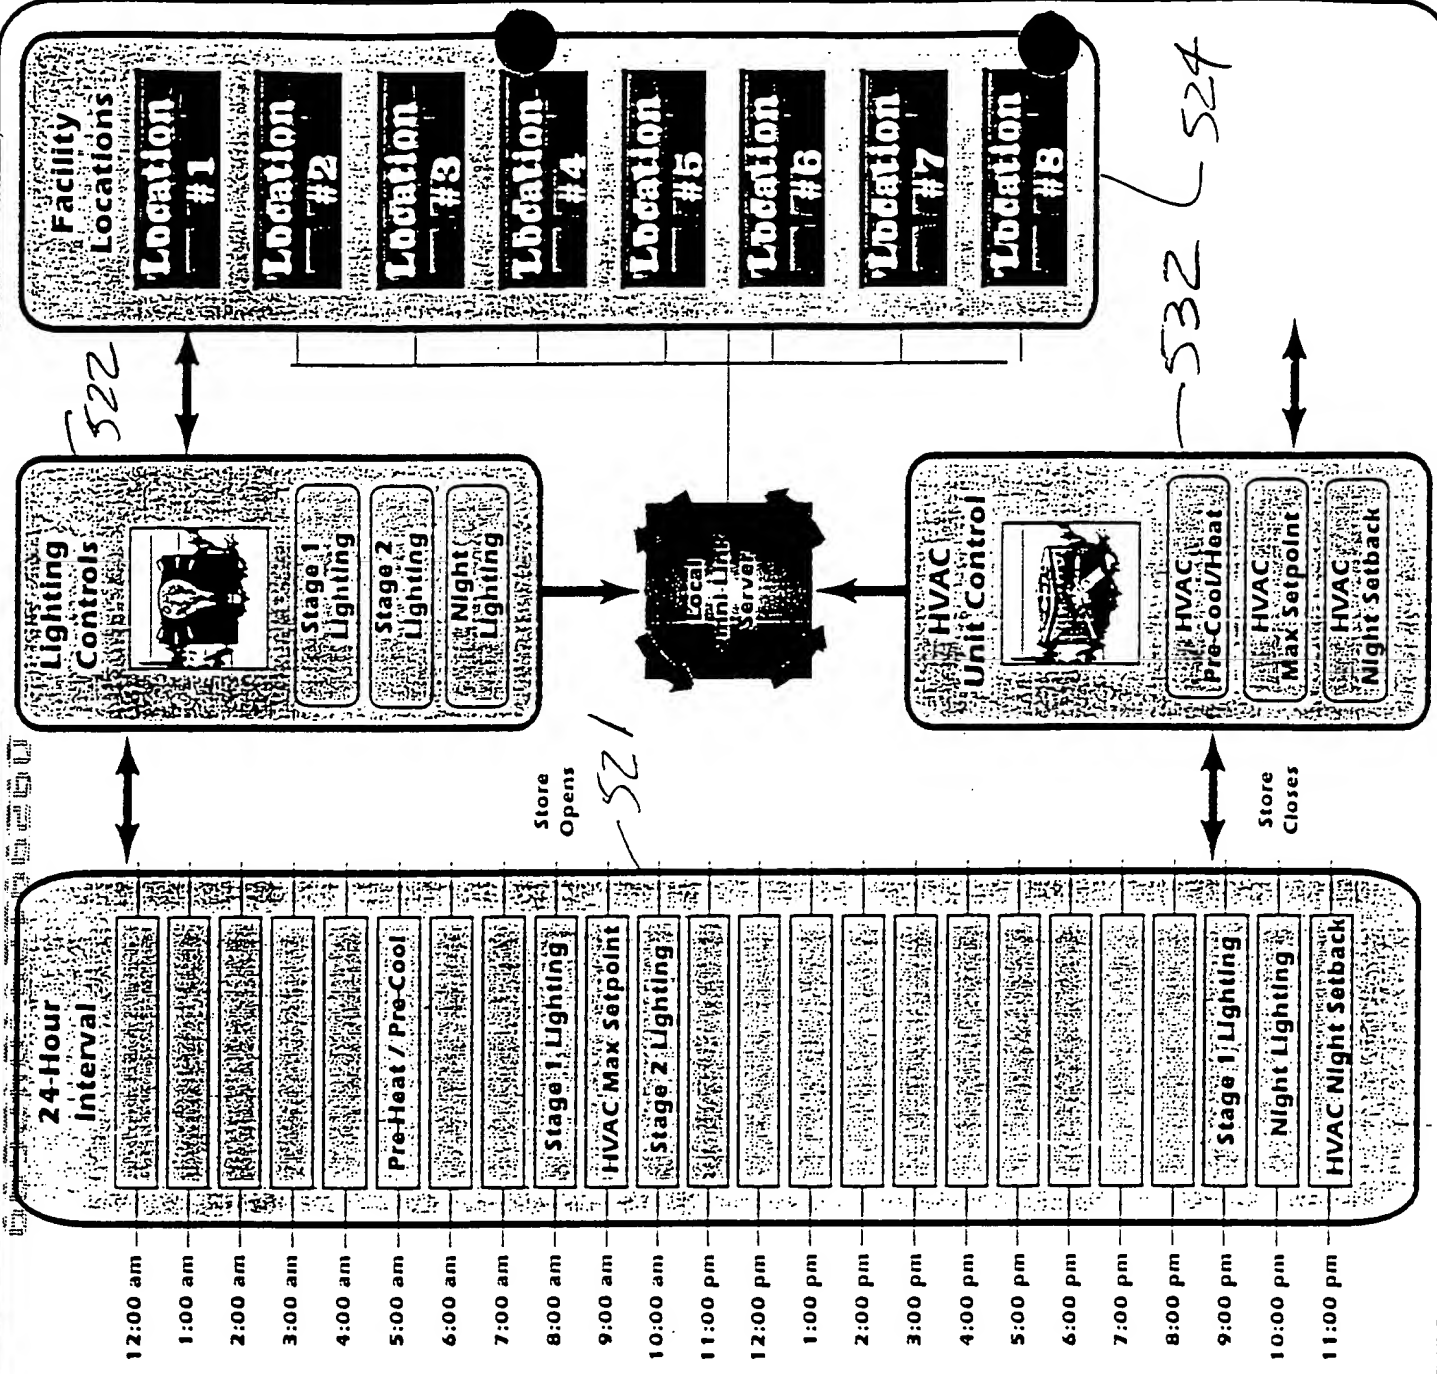 24-Hour
Interval
12:00 am
1:00 am
2:00 am
3:00 am
4:00 am
5:00 am
Pre-Heat / Pre-Cool
6:00 am
7:00 am
8:00 am
Stage 1 Lighting
9:00 am
HVAC Max Setpoint
10:00 am
Stage 2 Lighting
11:00 pm
12:00 pm
1:00 pm
2:00 pm
3:00 pm
4:00 pm
5:00 pm
6:00 pm
7:00 pm
8:00 pm
9:00 pm
Stage 1 Lighting
10:00 pm
Night Lighting
11:00 pm
HVAC Night Setback
Store
Opens
521
Store
Closes
Lighting
Controls
522
Stage 1
Lighting
Stage 2
Lighting
Night
Lighting
Local
Uni-Link
Server
HVAC
Unit Control
532
HVAC
Pre-Cool/Heat
HVAC
Max Setpoint
HVAC
Night Setback
Facility
Locations
Location
#1
Location
#2
Location
#3
Location
#4
Location
#5
Location
#6
Location
#7
Location
#8
524